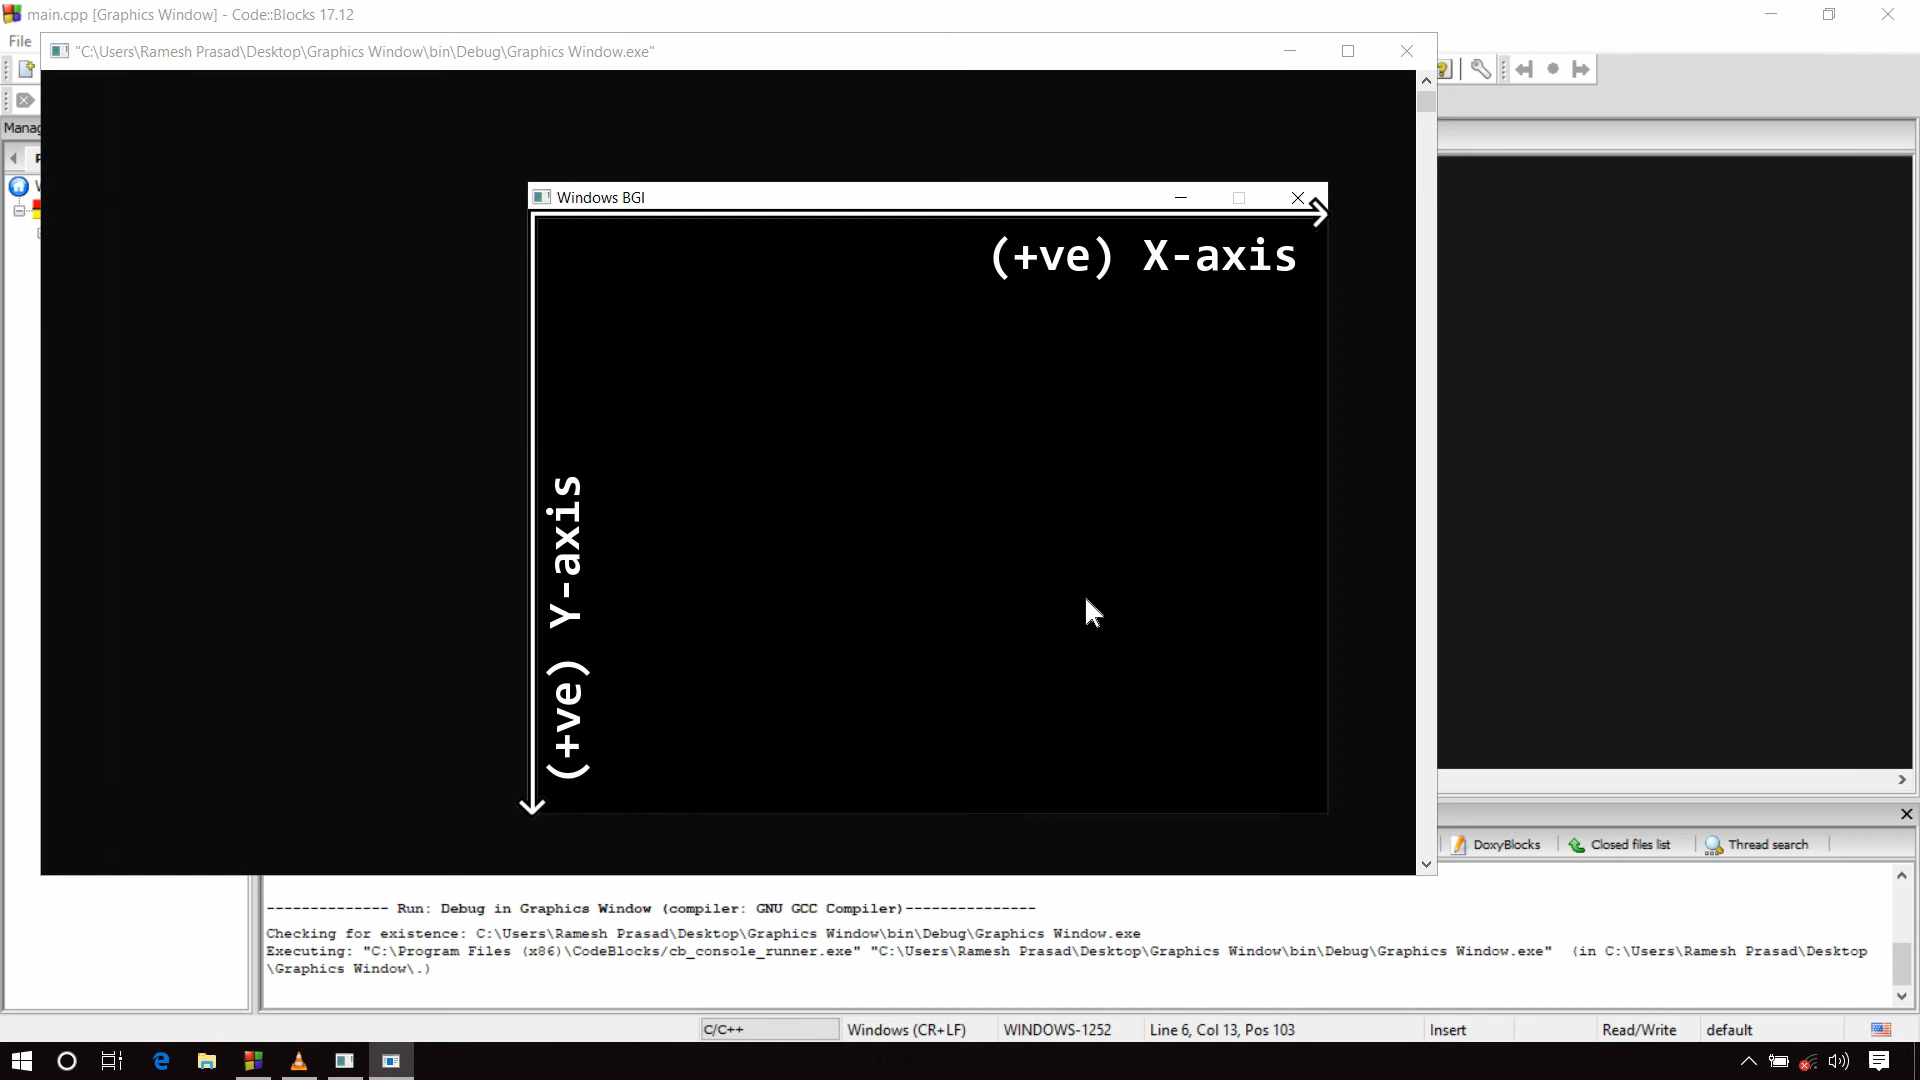 main.cpp [Graphics Window] - Code::Blocks 17.12
File
"C:\Users\Ramesh Prasad\Desktop\Graphics Window\bin\Debug\Graphics Window.exe"
Manag
Windows BGI
(+ve) X-axis
(+ve) Y-axis
DoxyBlocks
Closed files list
Thread search
-------------- Run: Debug in Graphics Window (compiler: GNU GCC Compiler)---------------
Checking for existence: C:\Users\Ramesh Prasad\Desktop\Graphics Window\bin\Debug\Graphics Window.exe
Executing: "C:\Program Files (x86)\CodeBlocks/cb_console_runner.exe" "C:\Users\Ramesh Prasad\Desktop\Graphics Window\bin\Debug\Graphics Window.exe"  (in C:\Users\Ramesh Prasad\Desktop
\Graphics Window\.)
C/C++ Windows (CR+LF) WINDOWS-1252 Line 6, Col 13, Pos 103 Insert Read/Write default